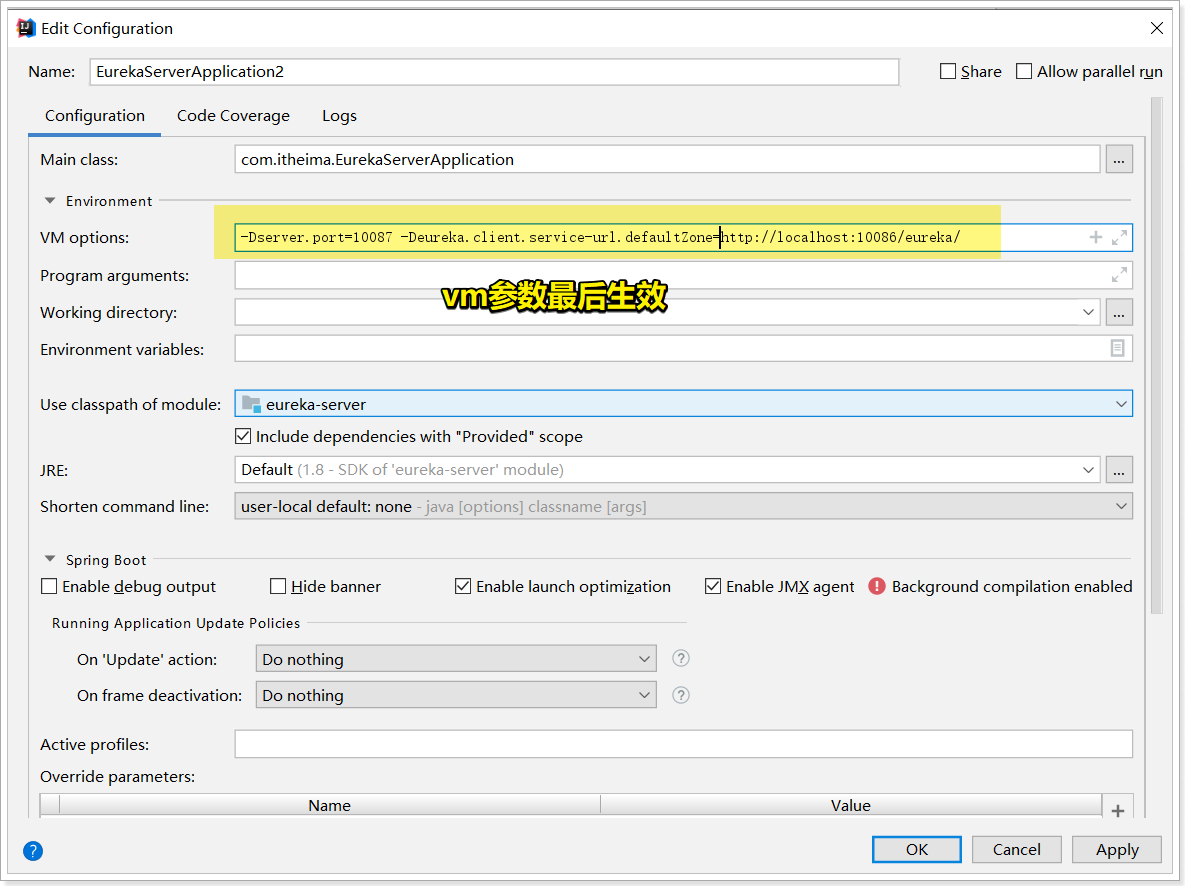 Edit Configuration
Name: EurekaServerApplication2 Share Allow parallel run
Configuration Code Coverage Logs
Main class: com.itheima.EurekaServerApplication ...
Environment
VM options: -Dserver.port=10087 -Deureka.client.service-url.defaultZone=http://localhost:10086/eureka/
Program arguments:
vm参数最后生效
Working directory: ...
Environment variables:
Use classpath of module: eureka-server
Include dependencies with "Provided" scope
JRE: Default (1.8 - SDK of 'eureka-server' module) ...
Shorten command line: user-local default: none - java [options] classname [args]
Spring Boot
Enable debug output Hide banner Enable launch optimization Enable JMX agent Background compilation enabled
Running Application Update Policies
On 'Update' action: Do nothing ?
On frame deactivation: Do nothing ?
Active profiles:
Override parameters:
Name Value +
? OK Cancel Apply